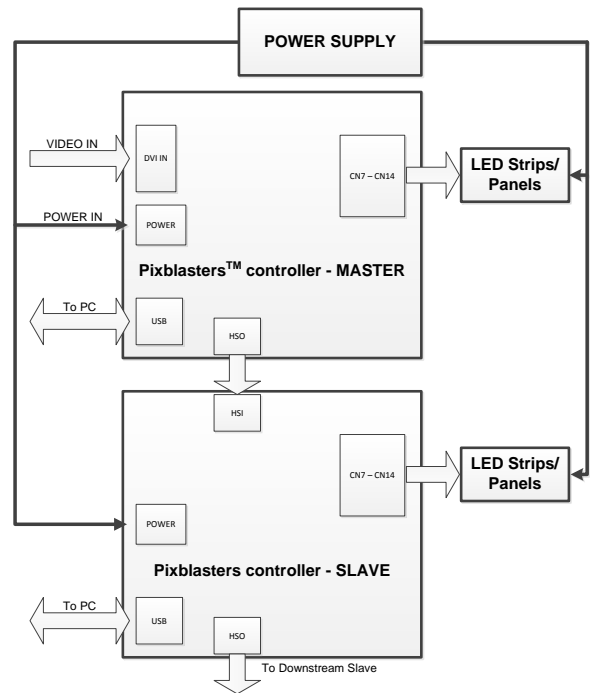 POWER SUPPLY
VIDEO IN
DVI IN
CN7 – CN14
LED Strips/
Panels
POWER IN
POWER
Pixblasters™ controller - MASTER
To PC
USB
HSO
HSI
CN7 – CN14
LED Strips/
Panels
POWER
Pixblasters controller - SLAVE
To PC
USB
HSO
To Downstream Slave